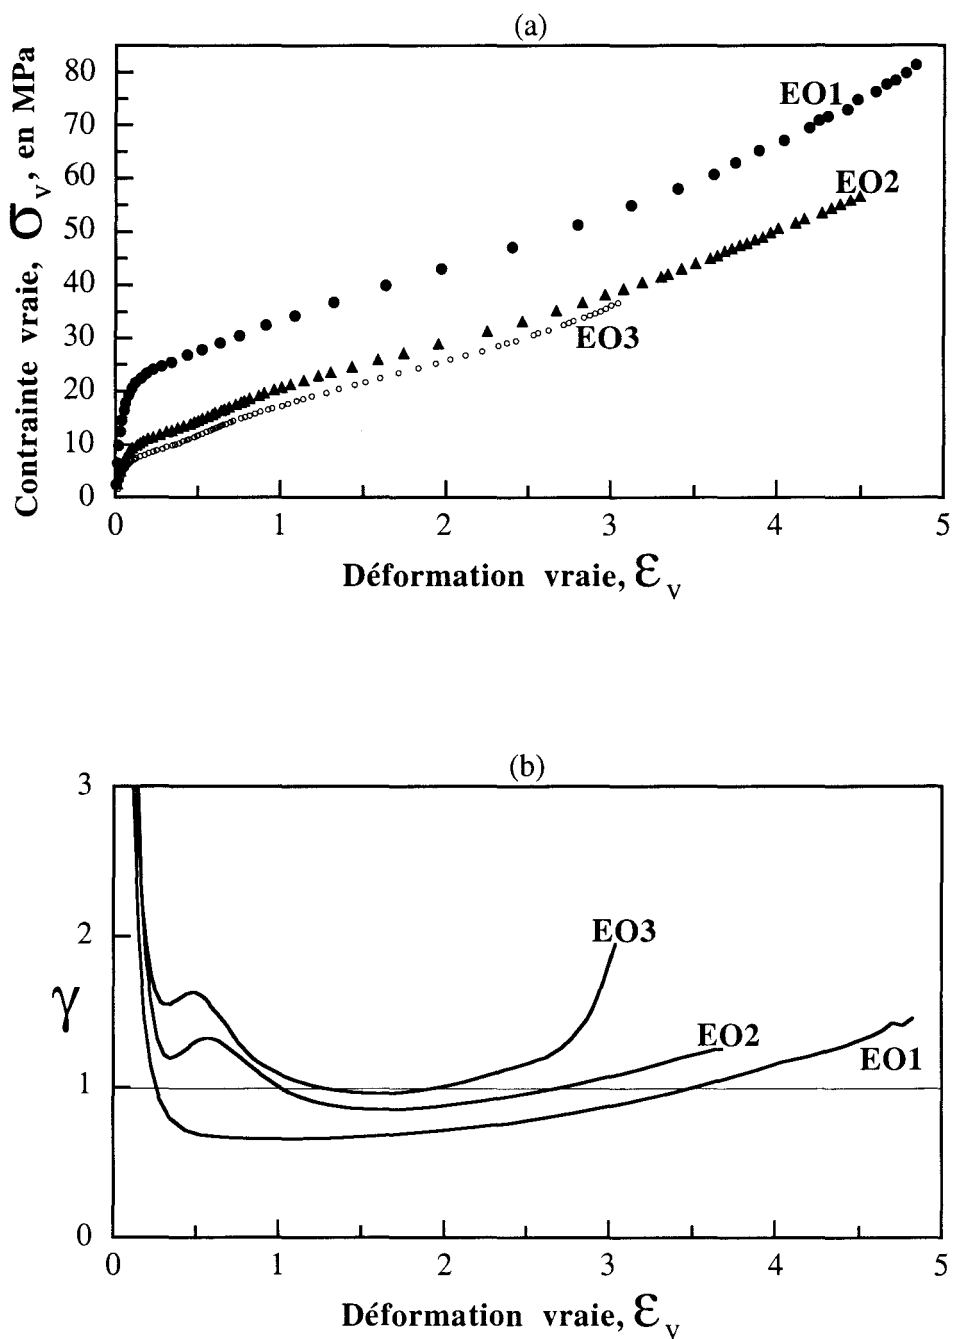 (a)
Contrainte vraie, σv, en MPa
80
70
60
50
40
30
20
10
0
EO1
EO2
EO3
0 1 2 3 4 5
Déformation vraie, εv
(b)
γ
3
2
1
0
EO3
EO2
EO1
0 1 2 3 4 5
Déformation vraie, εv